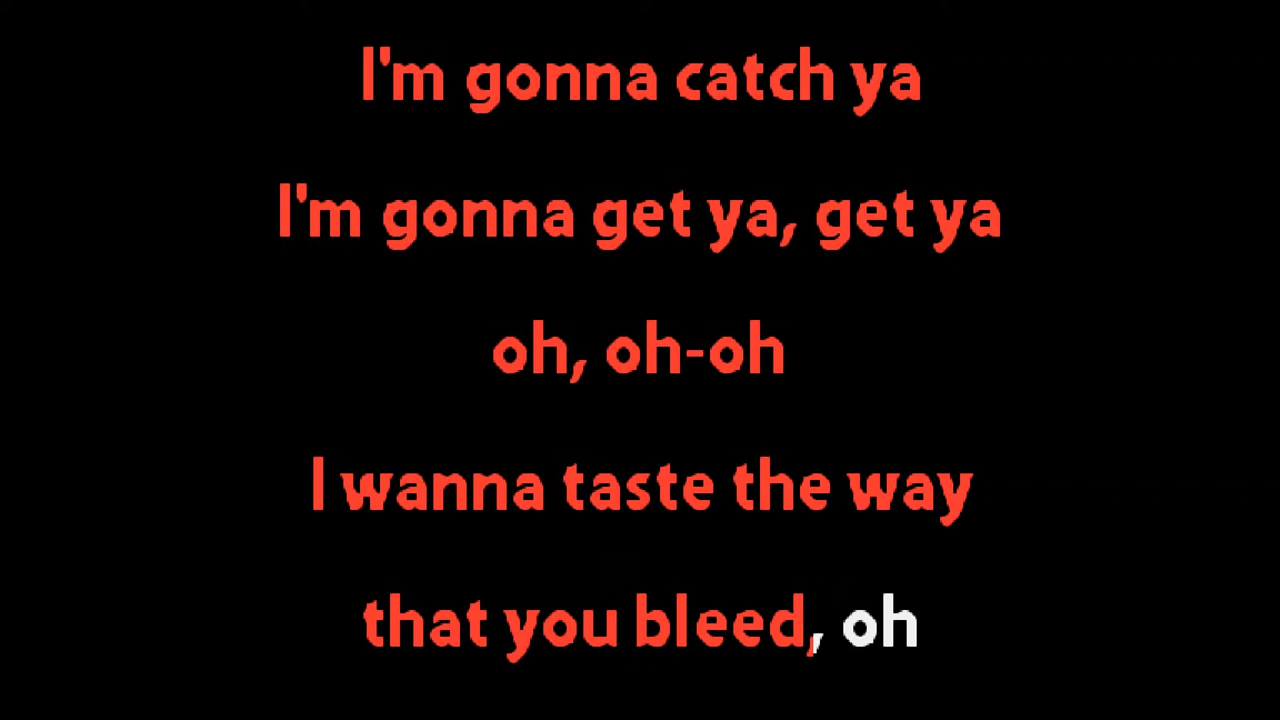 I'm gonna catch ya
I'm gonna get ya, get ya
oh, oh-oh
I wanna taste the way
that you bleed, oh